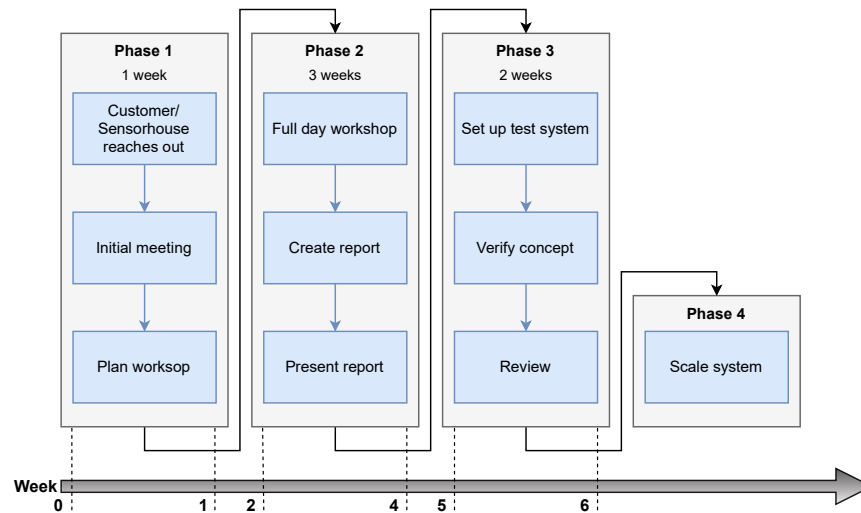 Phase 1
1 week
Customer/
Sensorhouse
reaches out
Initial meeting
Plan worksop
Phase 2
3 weeks
Full day workshop
Create report
Present report
Phase 3
2 weeks
Set up test system
Verify concept
Review
Phase 4
Scale system
Week
0 1 2 4 5 6